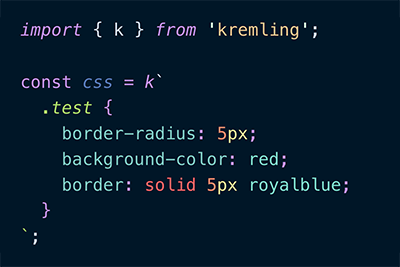 import { k } from 'kremling';
const css = k`
.test {
border-radius: 5px;
background-color: red;
border: solid 5px royalblue;
}
`;